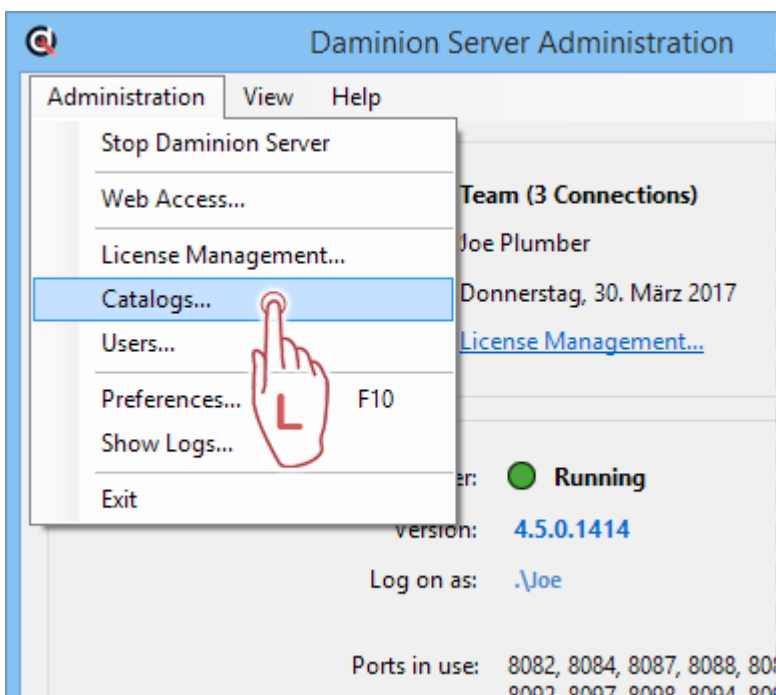 Daminion Server Administration
Administration View Help
Stop Daminion Server
Web Access...
Team (3 Connections)
License Management...
Joe Plumber
Catalogs...
Donnerstag, 30. März 2017
Users...
License Management...
Preferences... F10
L
Show Logs...
er: Running
Exit
Version: 4.5.0.1414
Log on as: .\Joe
Ports in use: 8082, 8084, 8087, 8088,